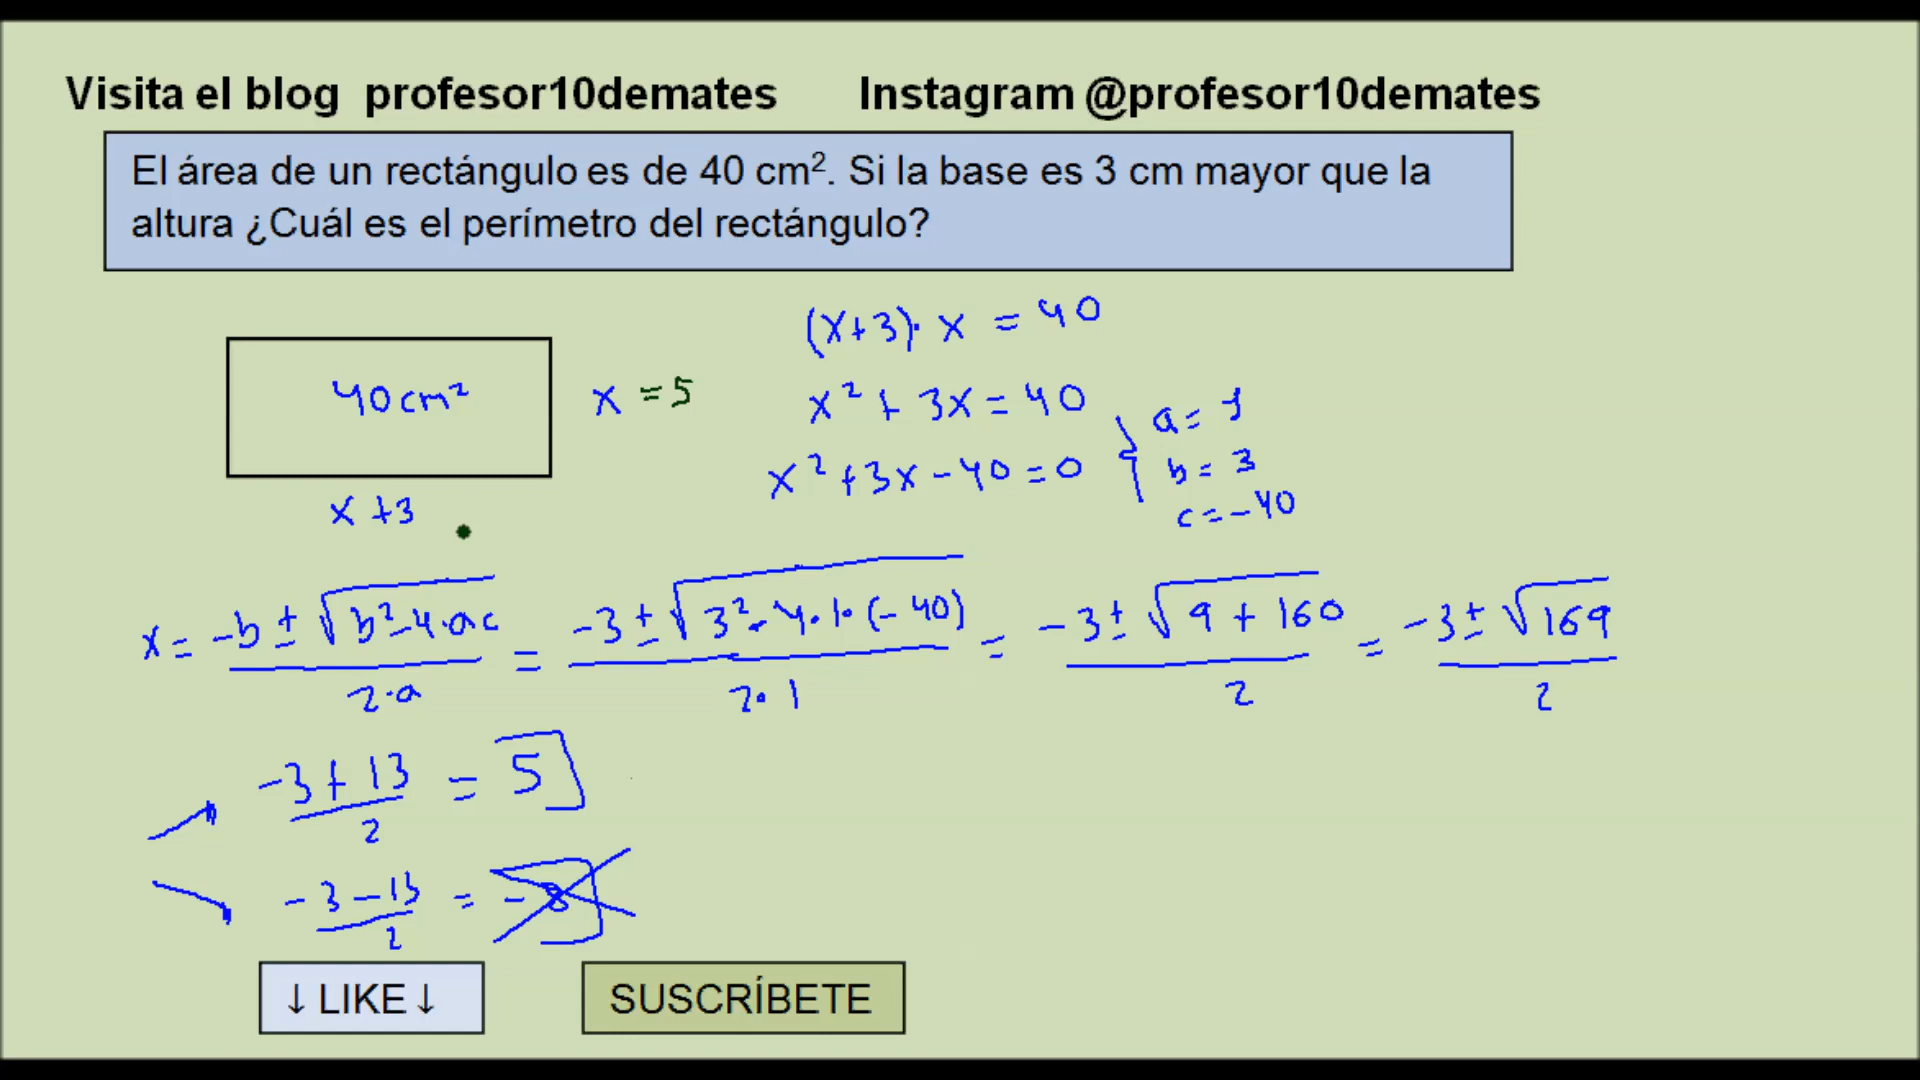 Visita el blog profesor10demates Instagram @profesor10demates
El área de un rectángulo es de 40 cm². Si la base es 3 cm mayor que la
altura ¿Cuál es el perímetro del rectángulo?
40cm²
x = 5
x + 3
(x+3)· x = 40
x² + 3x = 40
x² + 3x - 40 = 0
a = 1
b = 3
c = -40
x = (-b ± √(b² - 4·ac))/(2·a) = (-3 ± √(3² - 4·1·(-40)))/(2·1) = (-3 ± √(9 + 160))/2 = (-3 ± √169)/2
(-3 + 13)/2 = 5
(-3 - 13)/2 = -8
↓ LIKE ↓
SUSCRÍBETE